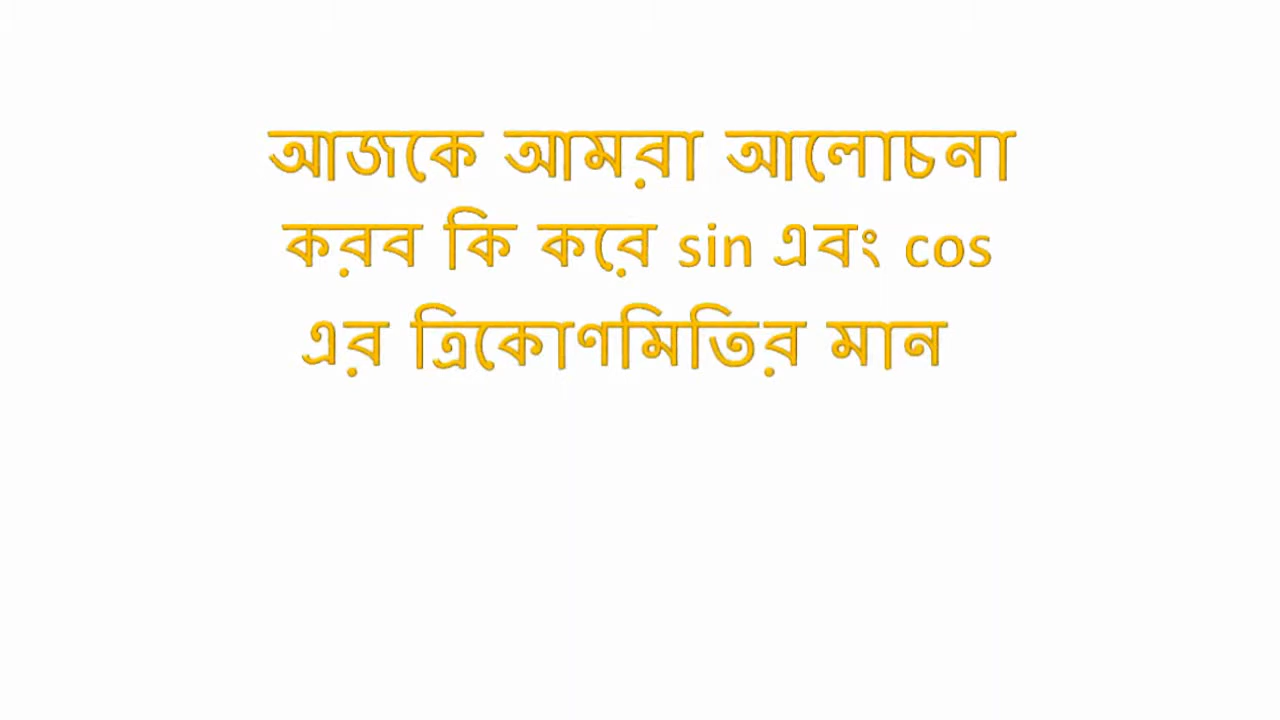 আজকে আমরা আলোচনা
করব কি করে sin এবং cos
এর ত্রিকোণমিতির মান